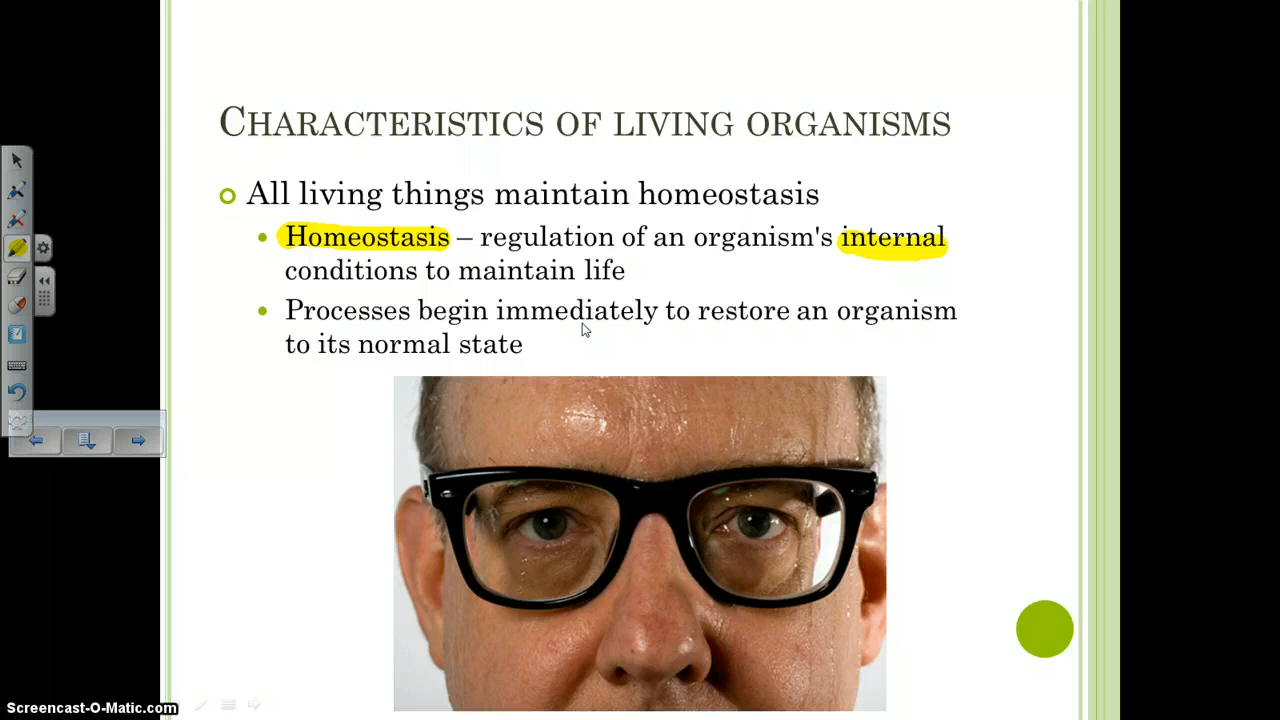 CHARACTERISTICS OF LIVING ORGANISMS
All living things maintain homeostasis
Homeostasis – regulation of an organism's internal
conditions to maintain life
Processes begin immediately to restore an organism
to its normal state
Screencast-O-Matic.com